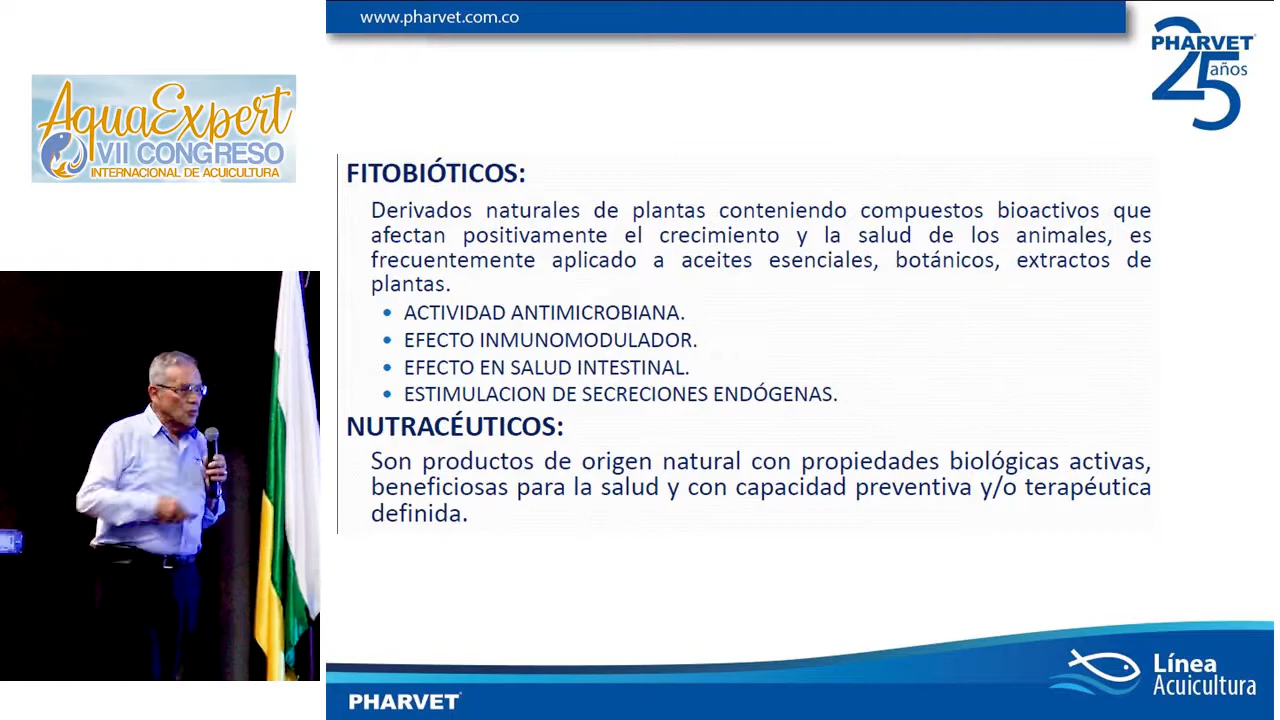 www.pharvet.com.co
PHARVET
25 años
AquaExpert
VII CONGRESO
INTERNACIONAL DE ACUICULTURA
FITOBIÓTICOS:
Derivados naturales de plantas conteniendo compuestos bioactivos que
afectan positivamente el crecimiento y la salud de los animales, es
frecuentemente aplicado a aceites esenciales, botánicos, extractos de
plantas.
• ACTIVIDAD ANTIMICROBIANA.
• EFECTO INMUNOMODULADOR.
• EFECTO EN SALUD INTESTINAL.
• ESTIMULACION DE SECRECIONES ENDÓGENAS.
NUTRACÉUTICOS:
Son productos de origen natural con propiedades biológicas activas,
beneficiosas para la salud y con capacidad preventiva y/o terapéutica
definida.
PHARVET
Línea
Acuicultura